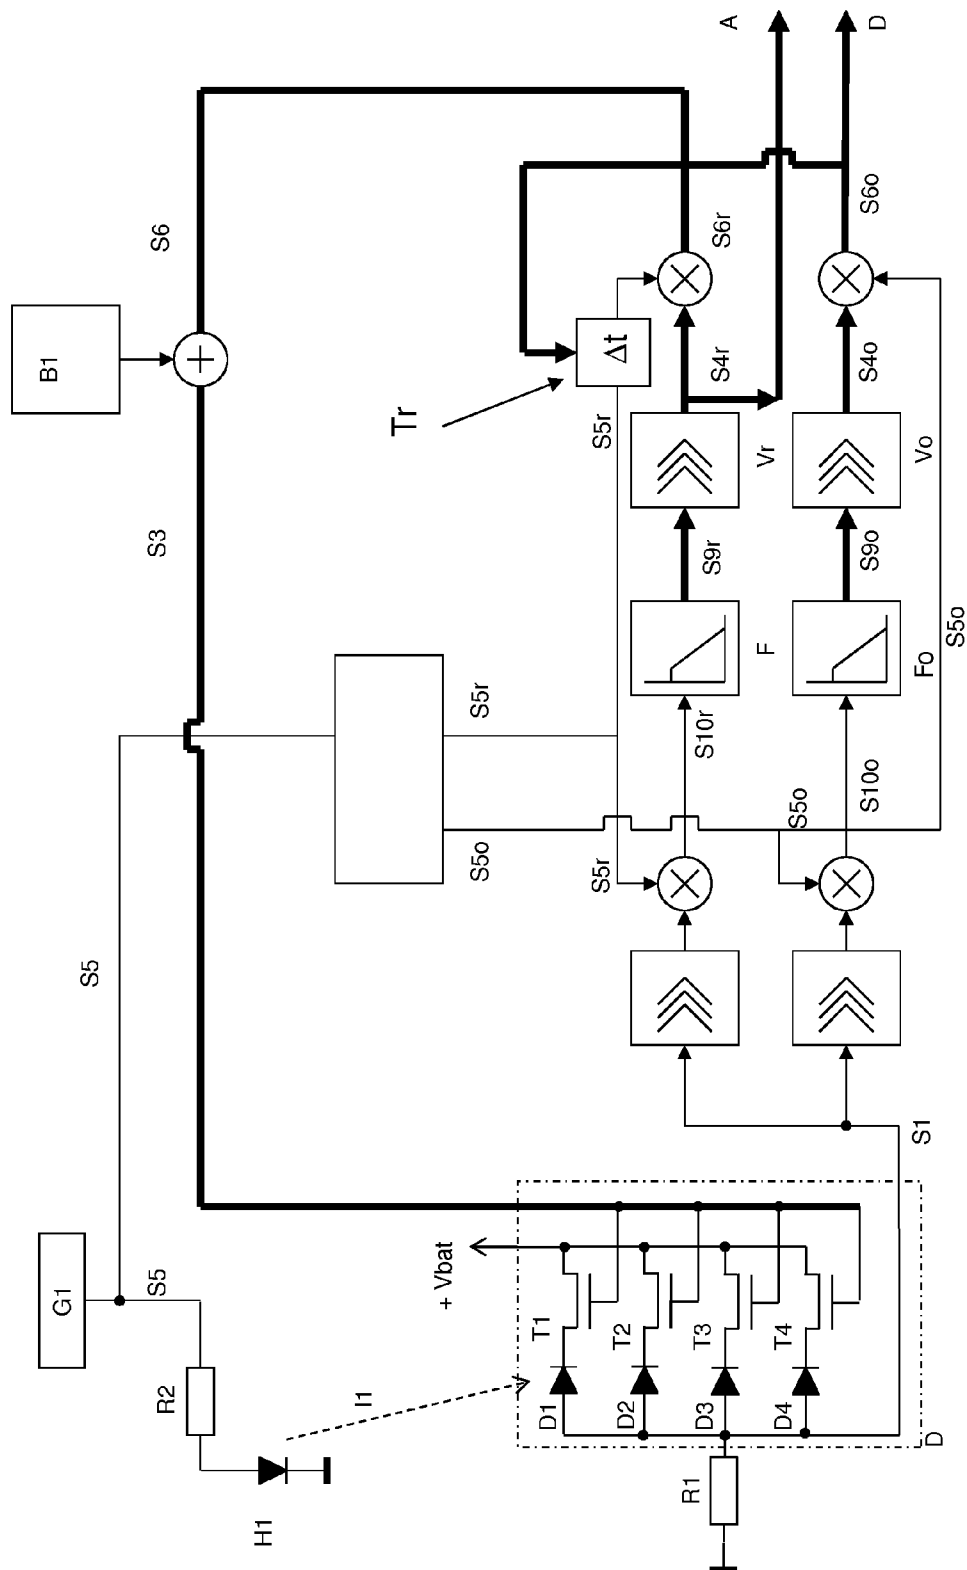 A
D
S6
S6r
S6o
B1
Δt
S4r
S4o
Tr
S5r
Vr
Vo
S3
S9r
S9o
F
Fo
S5o
S5r
S10r
S10o
S5o
S5o
S5r
S5
S1
G1
S5
+ Vbat
T1
T2
T3
T4
R2
I1
D1
D2
D3
D4
D
H1
R1